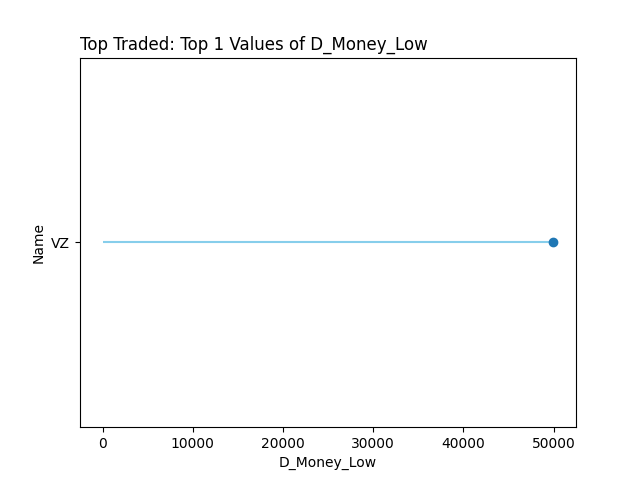 Top Traded: Top 1 Values of D_Money_Low
Name
VZ
0 10000 20000 30000 40000 50000
D_Money_Low